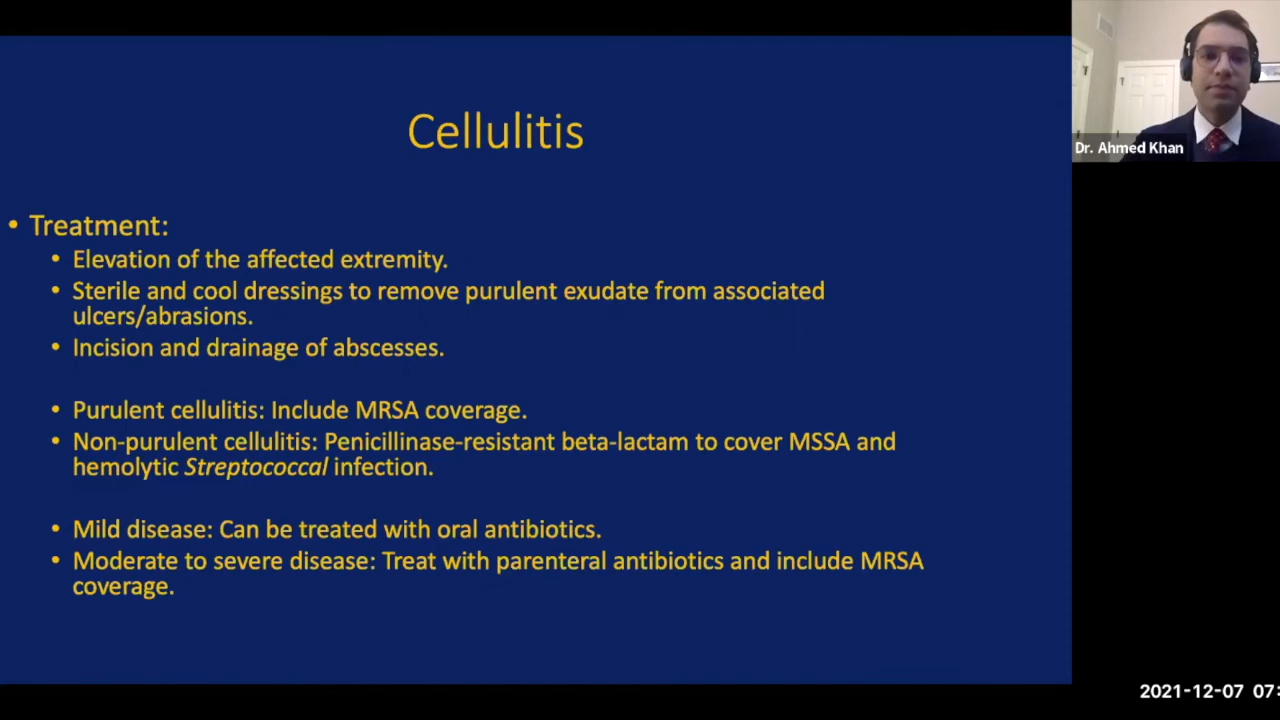 Cellulitis
• Treatment:
• Elevation of the affected extremity.
• Sterile and cool dressings to remove purulent exudate from associated
ulcers/abrasions.
• Incision and drainage of abscesses.
• Purulent cellulitis: Include MRSA coverage.
• Non-purulent cellulitis: Penicillinase-resistant beta-lactam to cover MSSA and
hemolytic Streptococcal infection.
• Mild disease: Can be treated with oral antibiotics.
• Moderate to severe disease: Treat with parenteral antibiotics and include MRSA
coverage.
Dr. Ahmed Khan
2021-12-07 07: